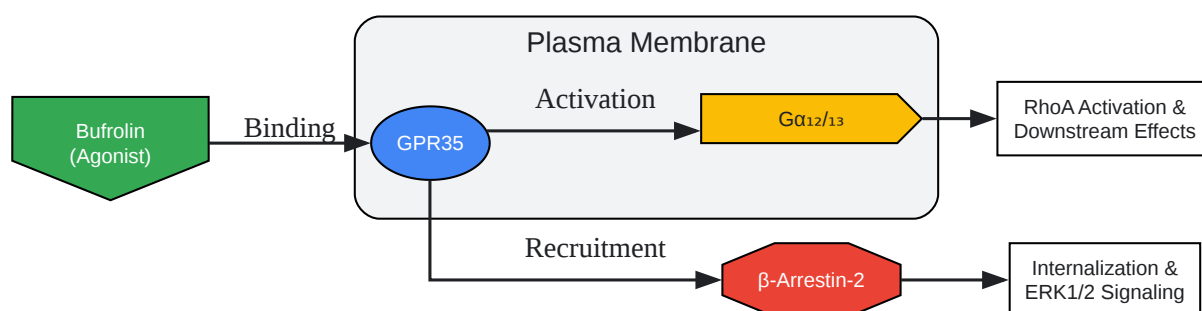 Plasma Membrane
Bufrolin
(Agonist)
Binding
GPR35
Activation
Gα₁₂/₁₃
RhoA Activation &
Downstream Effects
Recruitment
β-Arrestin-2
Internalization &
ERK1/2 Signaling